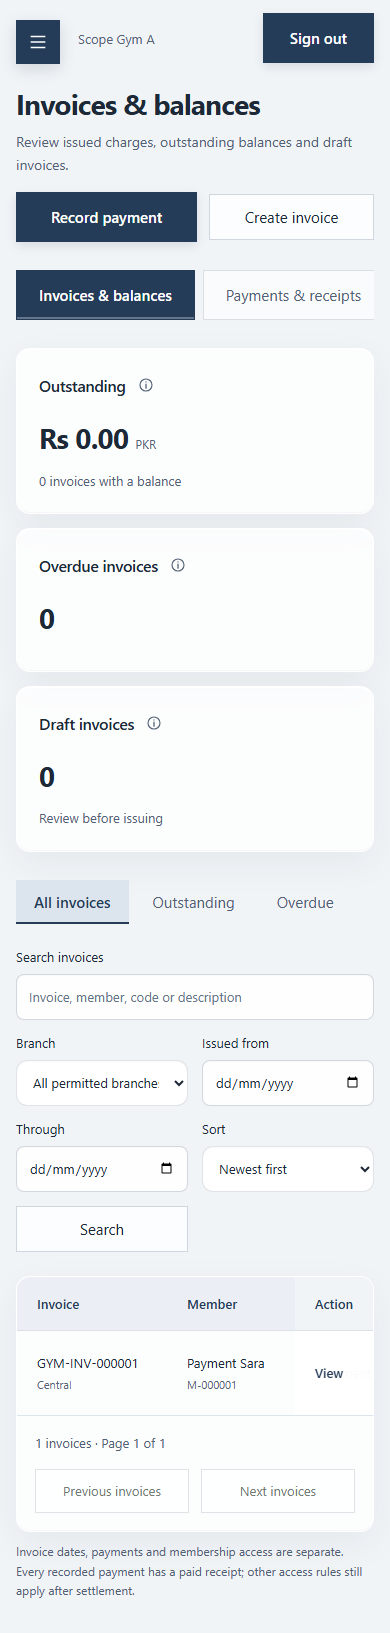 Scope Gym A
Sign out
Invoices & balances
Review issued charges, outstanding balances and draft
invoices.
Record payment
Create invoice
Invoices & balances
Payments & receipts
Outstanding
Rs 0.00 PKR
0 invoices with a balance
Overdue invoices
0
Draft invoices
0
Review before issuing
All invoices
Outstanding
Overdue
Search invoices
Invoice, member, code or description
Branch
Issued from
All permitted branches
dd/mm/yyyy
Through
Sort
dd/mm/yyyy
Newest first
Search
Invoice
Member
Action
GYM-INV-000001
Payment Sara
View
Central
M-000001
1 invoices · Page 1 of 1
Previous invoices
Next invoices
Invoice dates, payments and membership access are separate.
Every recorded payment has a paid receipt; other access rules still
apply after settlement.